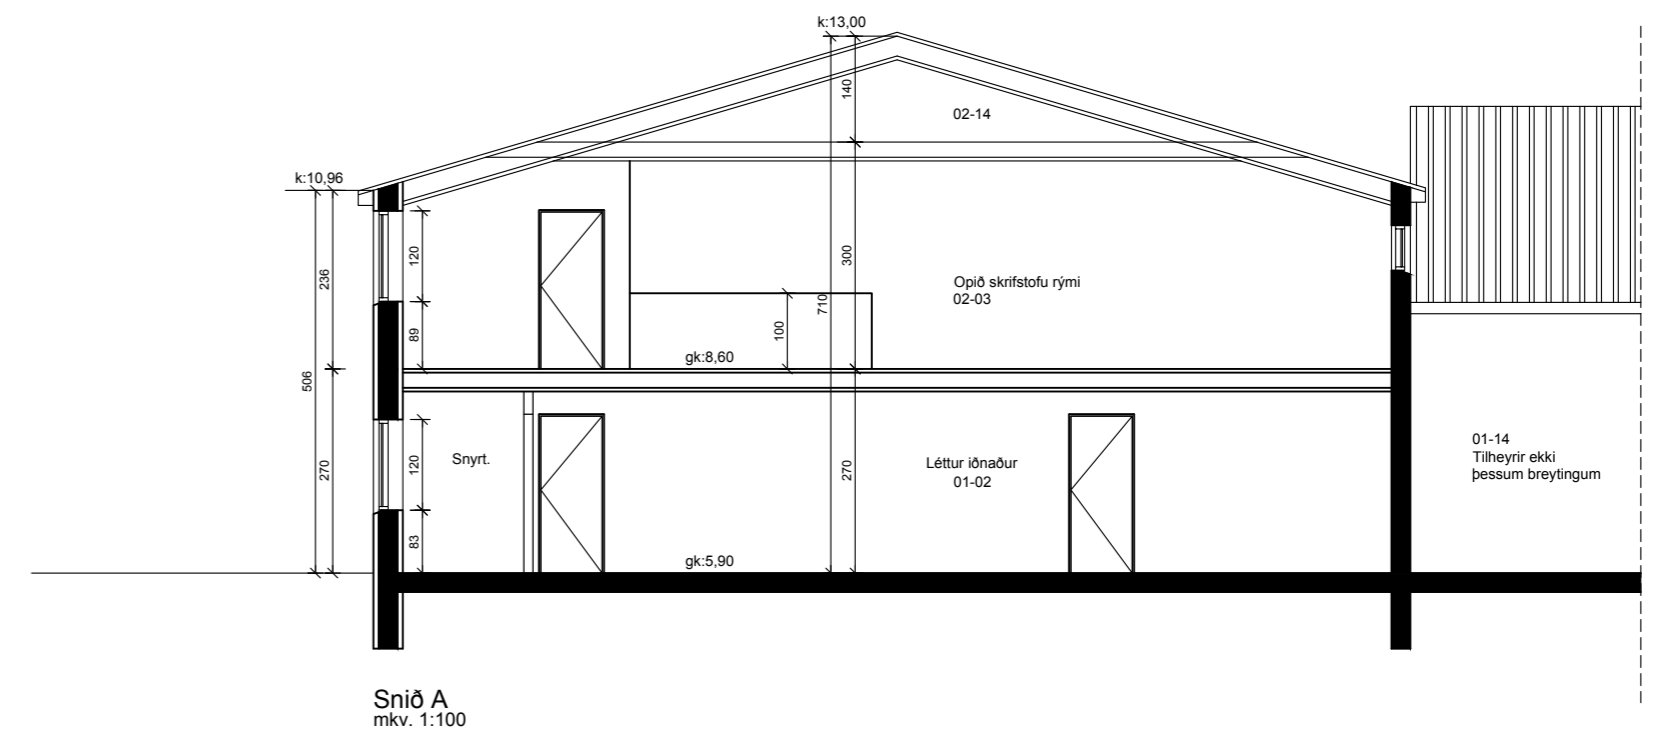 k:13,00
140
02-14
k:10,96
120
236
300
Opið skrifstofu rými
02-03
710
100
89
gk:8,60
506
01-14
Tilheyrir ekki
þessum breytingum
Snyrt.
Léttur iðnaður
01-02
120
270
270
83
gk:5,90
Snið A
mkv. 1:100